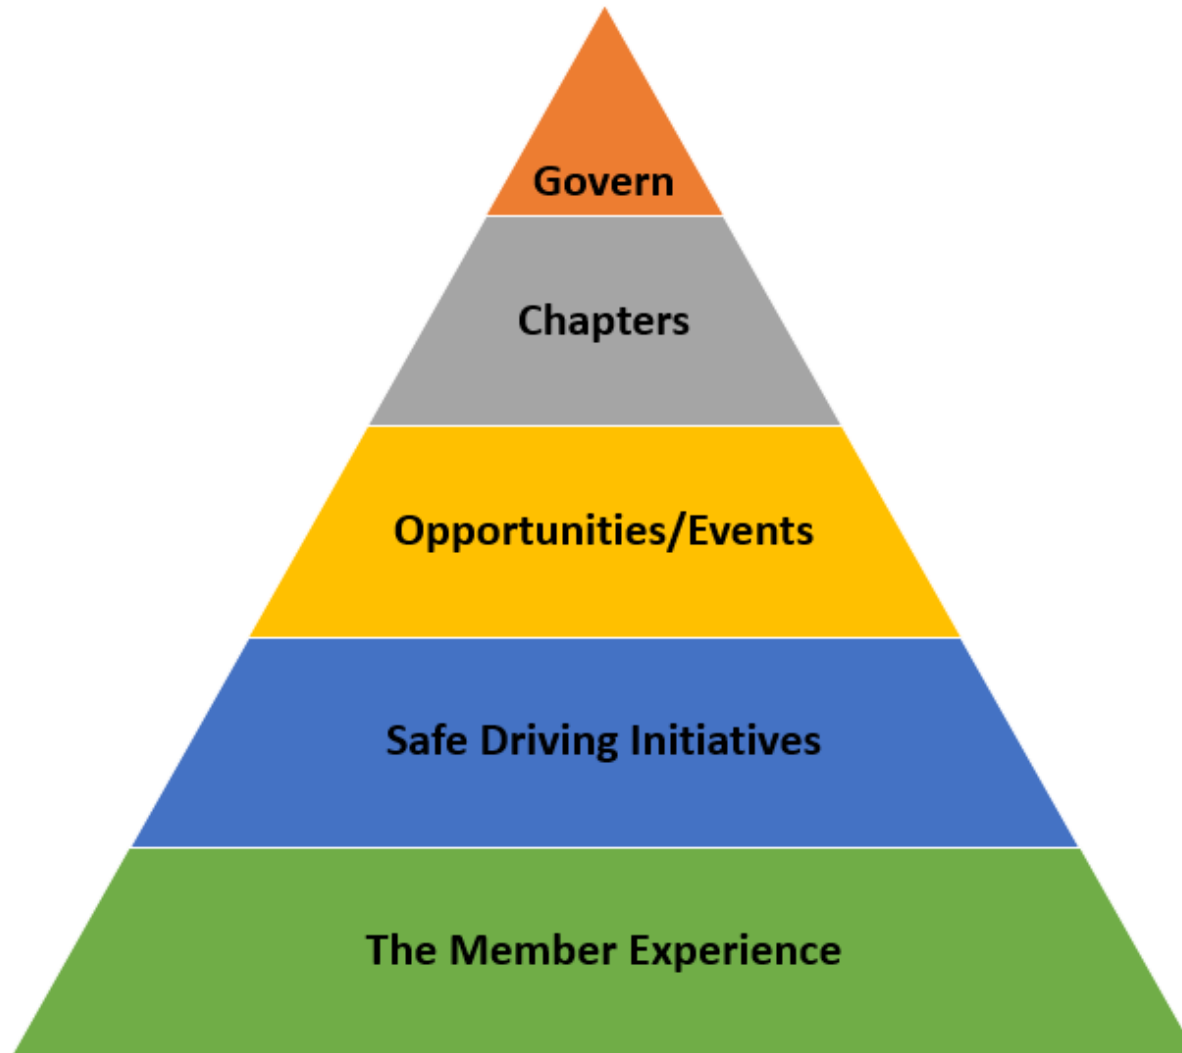 Govern
Chapters
Opportunities/Events
Safe Driving Initiatives
The Member Experience